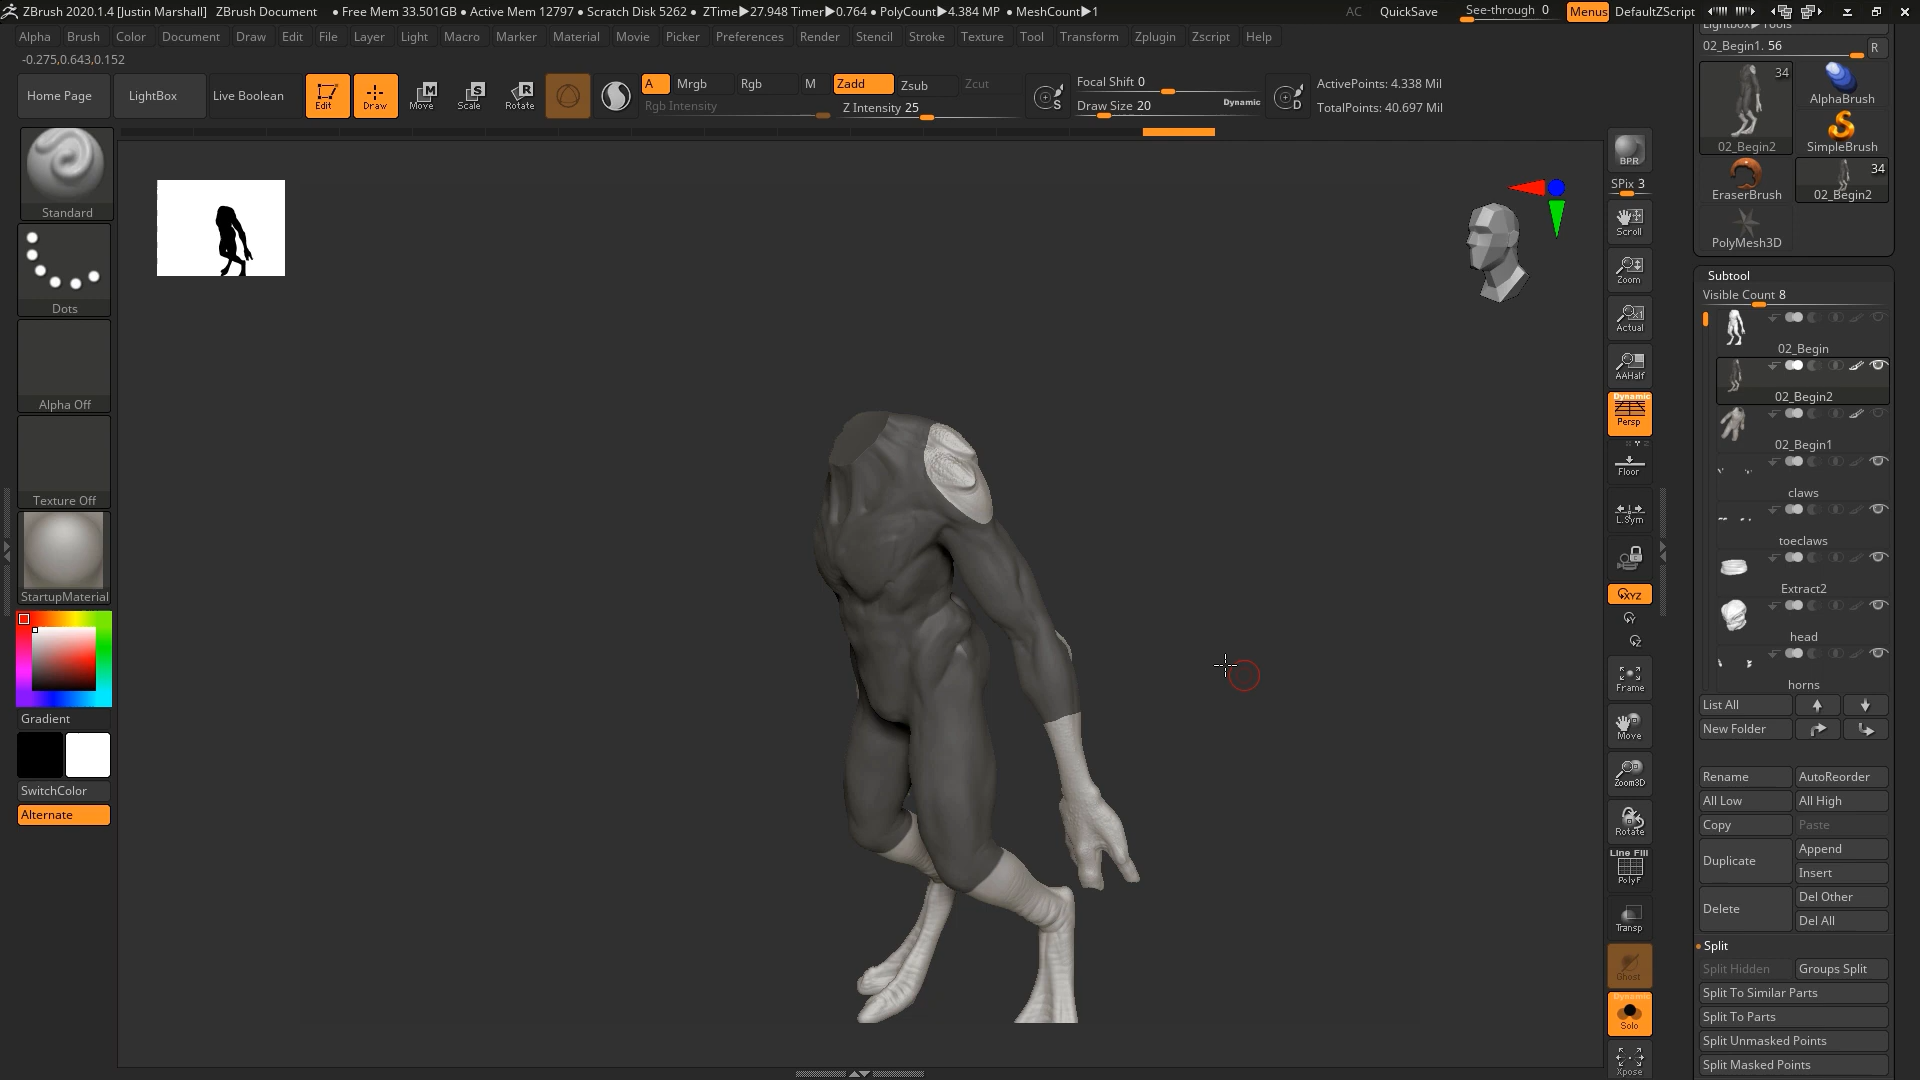 ZBrush 2020.1.4 [Justin Marshall] ZBrush Document • Free Mem 33.501GB • Active Mem 12797 • Scratch Disk 5262 • ZTime▶27.948 Timer▶0.764 • PolyCount▶4.384 MP • MeshCount▶1 AC QuickSave See-through 0 Menus DefaultZScript
Alpha Brush Color Document Draw Edit File Layer Light Macro Marker Material Movie Picker Preferences Render Stencil Stroke Texture Tool Transform Zplugin Zscript Help
-0.275,0.643,0.152
Home Page LightBox Live Boolean Edit Draw Move Scale Rotate
A Mrgb Rgb M Zadd Zsub Zcut
Rgb Intensity Z Intensity 25
S Focal Shift 0
Draw Size 20 Dynamic
D ActivePoints: 4.338 Mil
TotalPoints: 40.697 Mil
Standard
Dots
Alpha Off
Texture Off
StartupMaterial
Gradient
SwitchColor
Alternate
BPR
SPix 3
Scroll
Zoom
Actual
AAHalf
Dynamic
Persp
Floor
L.Sym
XYZ
Frame
Move
Zoom3D
Rotate
Line Fill
PolyF
Transp
Ghost
Dynamic
Solo
Xpose
02_Begin1. 56 R
34
02_Begin2
AlphaBrush
SimpleBrush
EraserBrush
34
02_Begin2
PolyMesh3D
Subtool
Visible Count 8
02_Begin
02_Begin2
02_Begin1
claws
toeclaws
Extract2
head
horns
List All
New Folder
Rename AutoReorder
All Low All High
Copy Paste
Duplicate Append
Insert
Delete Del Other
Del All
Split
Split Hidden Groups Split
Split To Similar Parts
Split To Parts
Split Unmasked Points
Split Masked Points